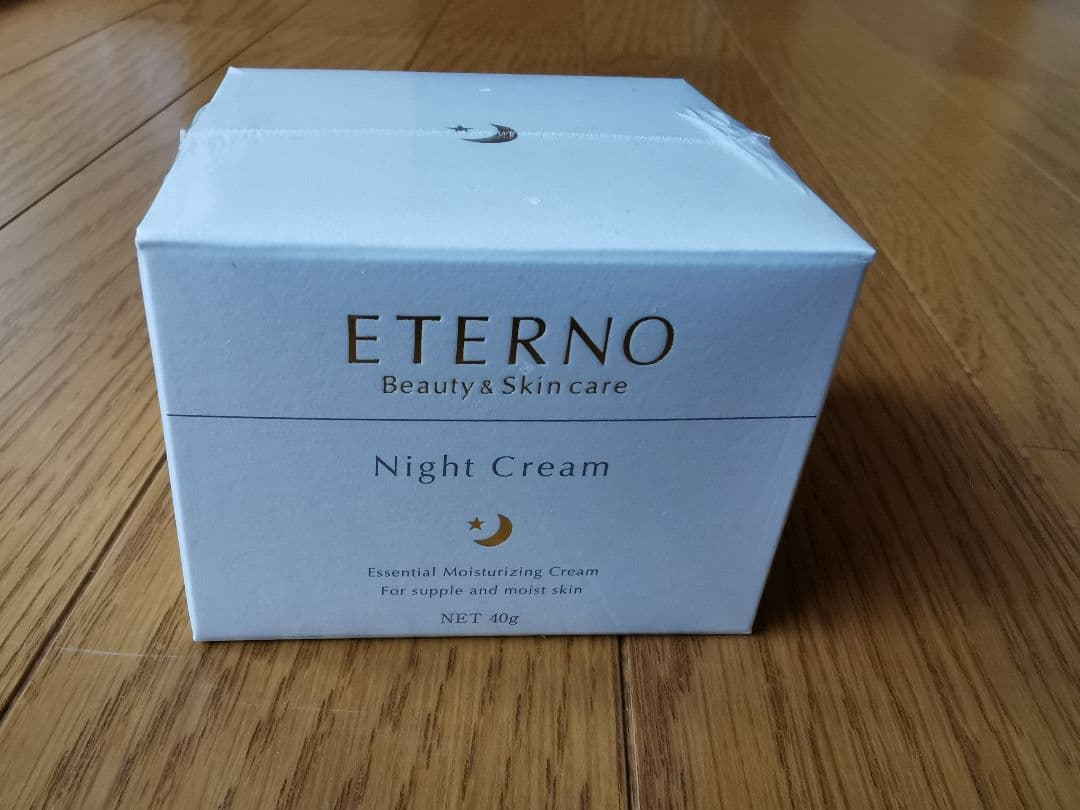 ETERNO
Beauty & Skin care
Night Cream
Essential Moisturizing Cream
For supple and moist skin
NET 40g